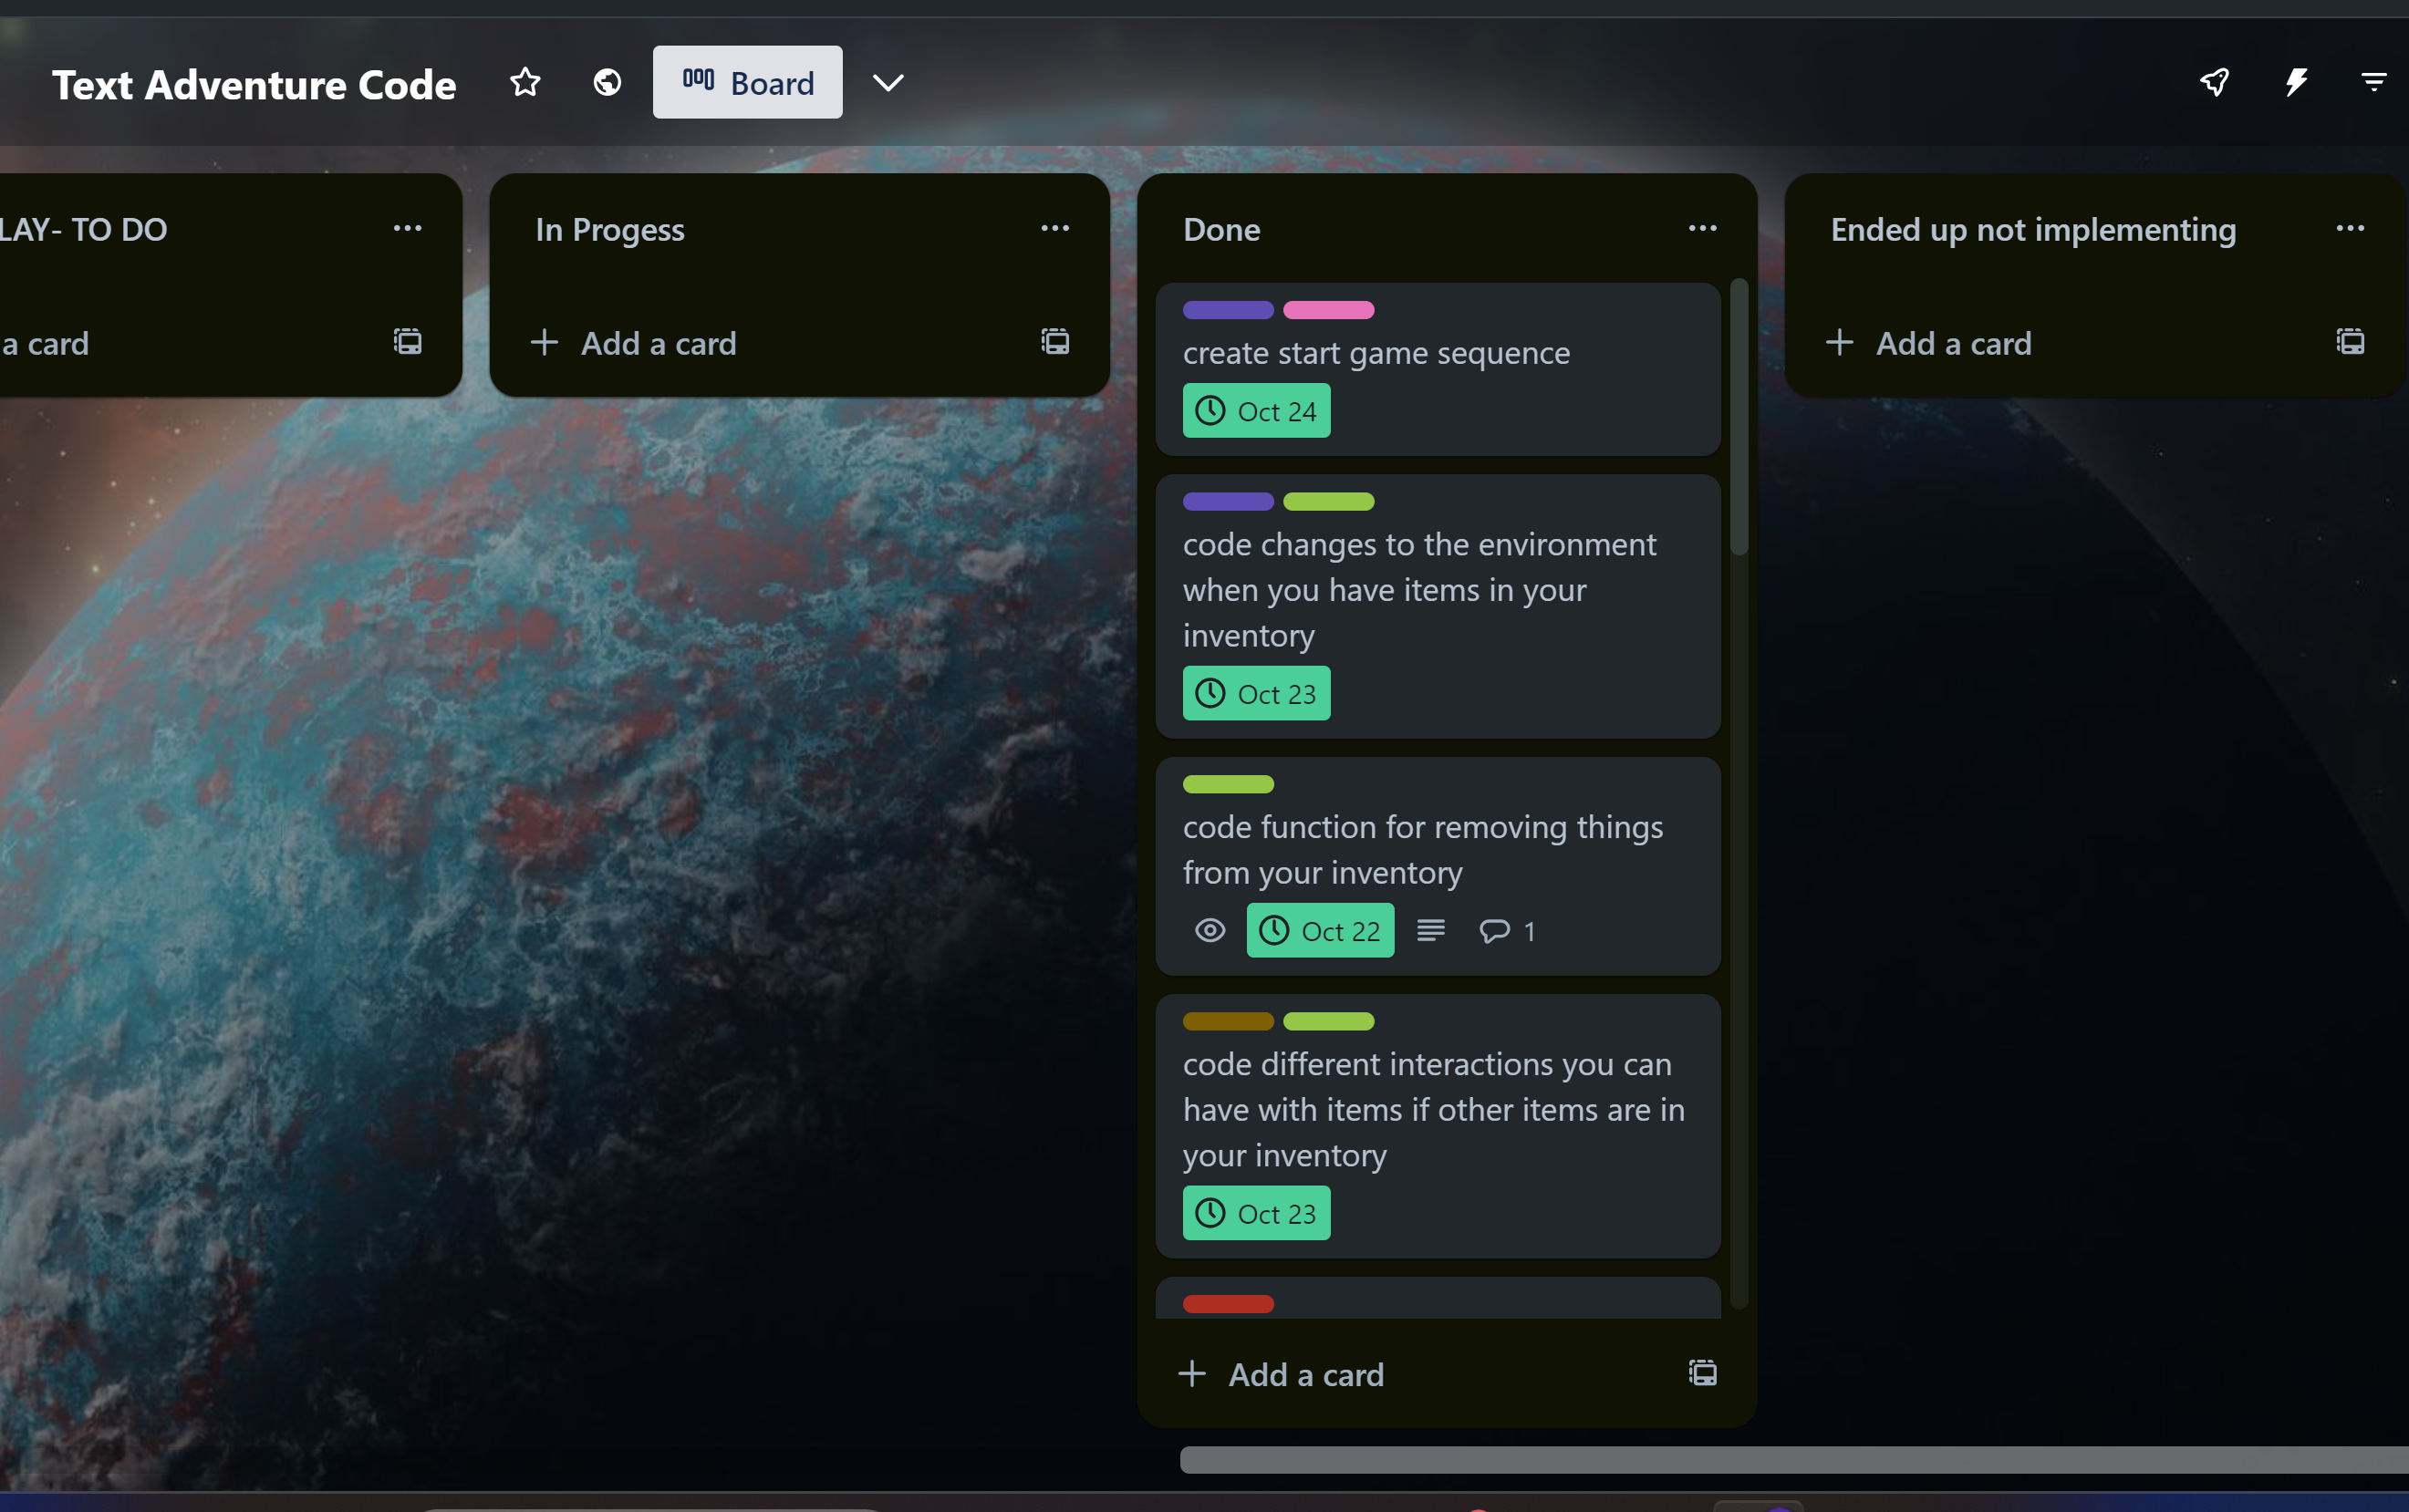 Text Adventure Code
Board
LAY- TO DO
a card
In Progess
Add a card
Done
create start game sequence
Oct 24
code changes to the environment
when you have items in your
inventory
Oct 23
code function for removing things
from your inventory
Oct 22
1
code different interactions you can
have with items if other items are in
your inventory
Oct 23
Add a card
Ended up not implementing
Add a card